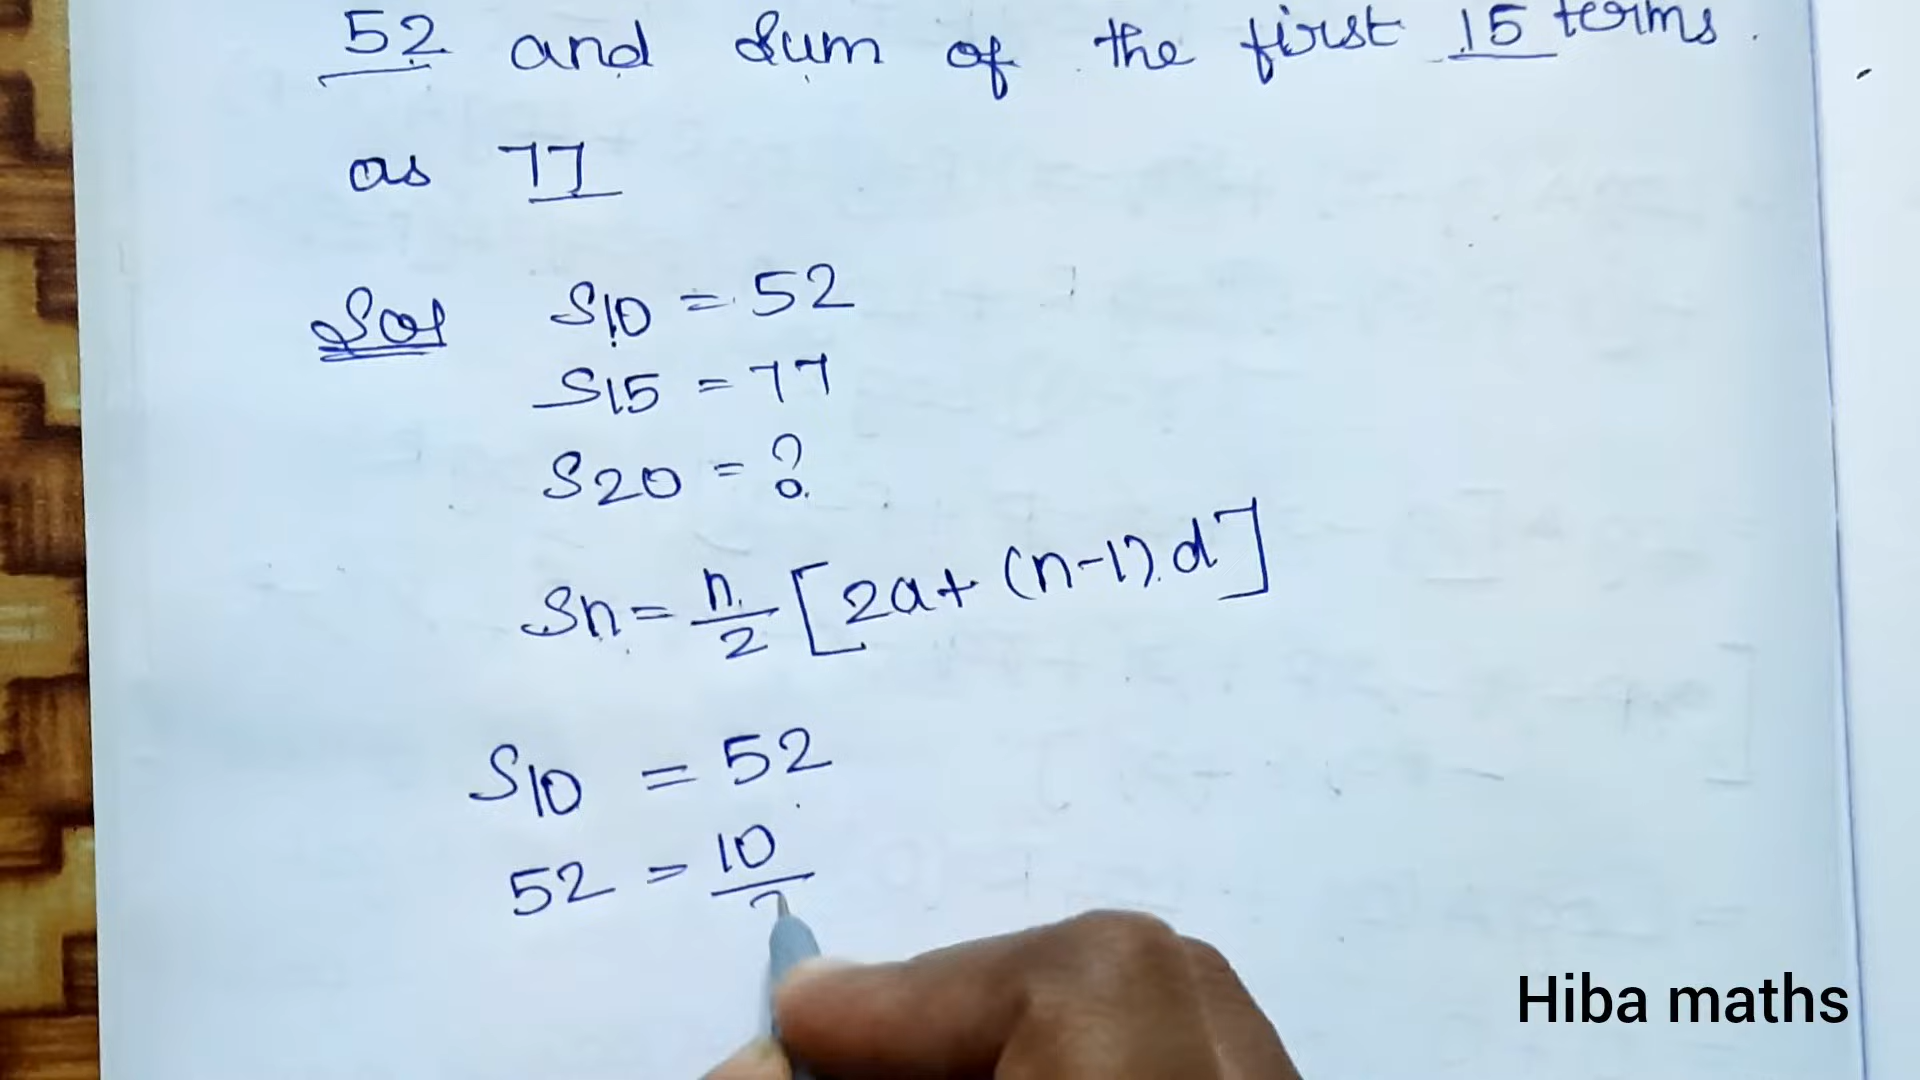 52 and sum of the first 15 terms.
as 77
Sol S10 = 52
S15 = 77
S20 = ?
Sn = n/2 [2a + (n-1).d]
S10 = 52
52 = 10/2
Hiba maths